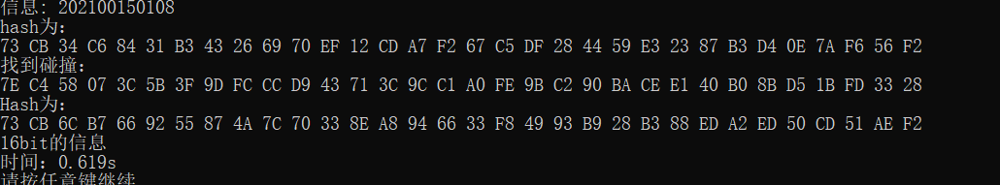 信息: 202100150108
hash为:
73 CB 34 C6 84 31 B3 43 26 69 70 EF 12 CD A7 F2 67 C5 DF 28 44 59 E3 23 87 B3 D4 0E 7A F6 56 F2
找到碰撞:
7E C4 58 07 3C 5B 3F 9D FC CC D9 43 71 3C 9C C1 A0 FE 9B C2 90 BA CE E1 40 B0 8B D5 1B FD 33 28
Hash为:
73 CB 6C B7 66 92 55 87 4A 7C 70 33 8E A8 94 66 33 F8 49 93 B9 28 B3 88 ED A2 ED 50 CD 51 AE F2
16bit的信息
时间: 0.619s
请按任意键继续